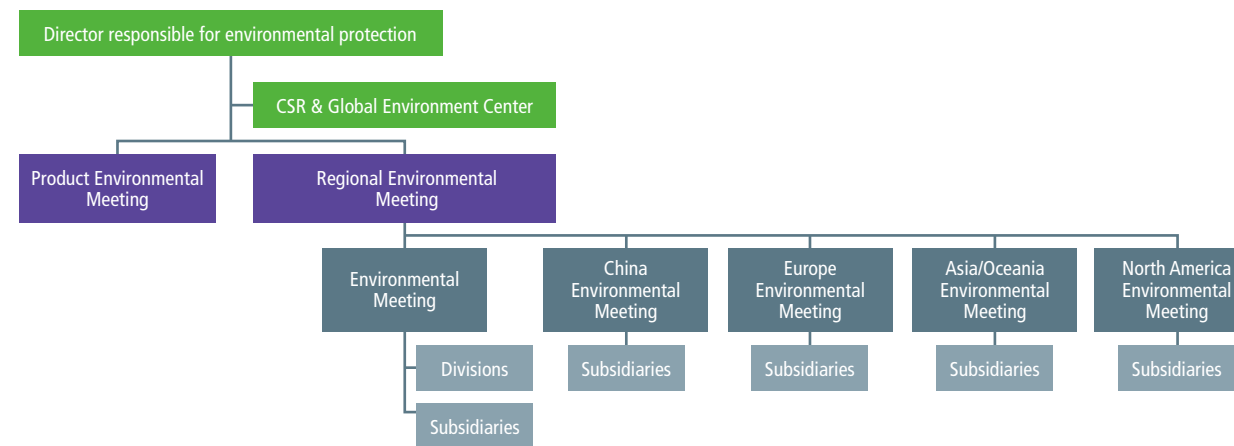 Director responsible for environmental protection
CSR & Global Environment Center
Product Environmental
Meeting
Regional Environmental
Meeting
Environmental
Meeting
China
Environmental
Meeting
Europe
Environmental
Meeting
Asia/Oceania
Environmental
Meeting
North America
Environmental
Meeting
Divisions
Subsidiaries
Subsidiaries
Subsidiaries
Subsidiaries
Subsidiaries